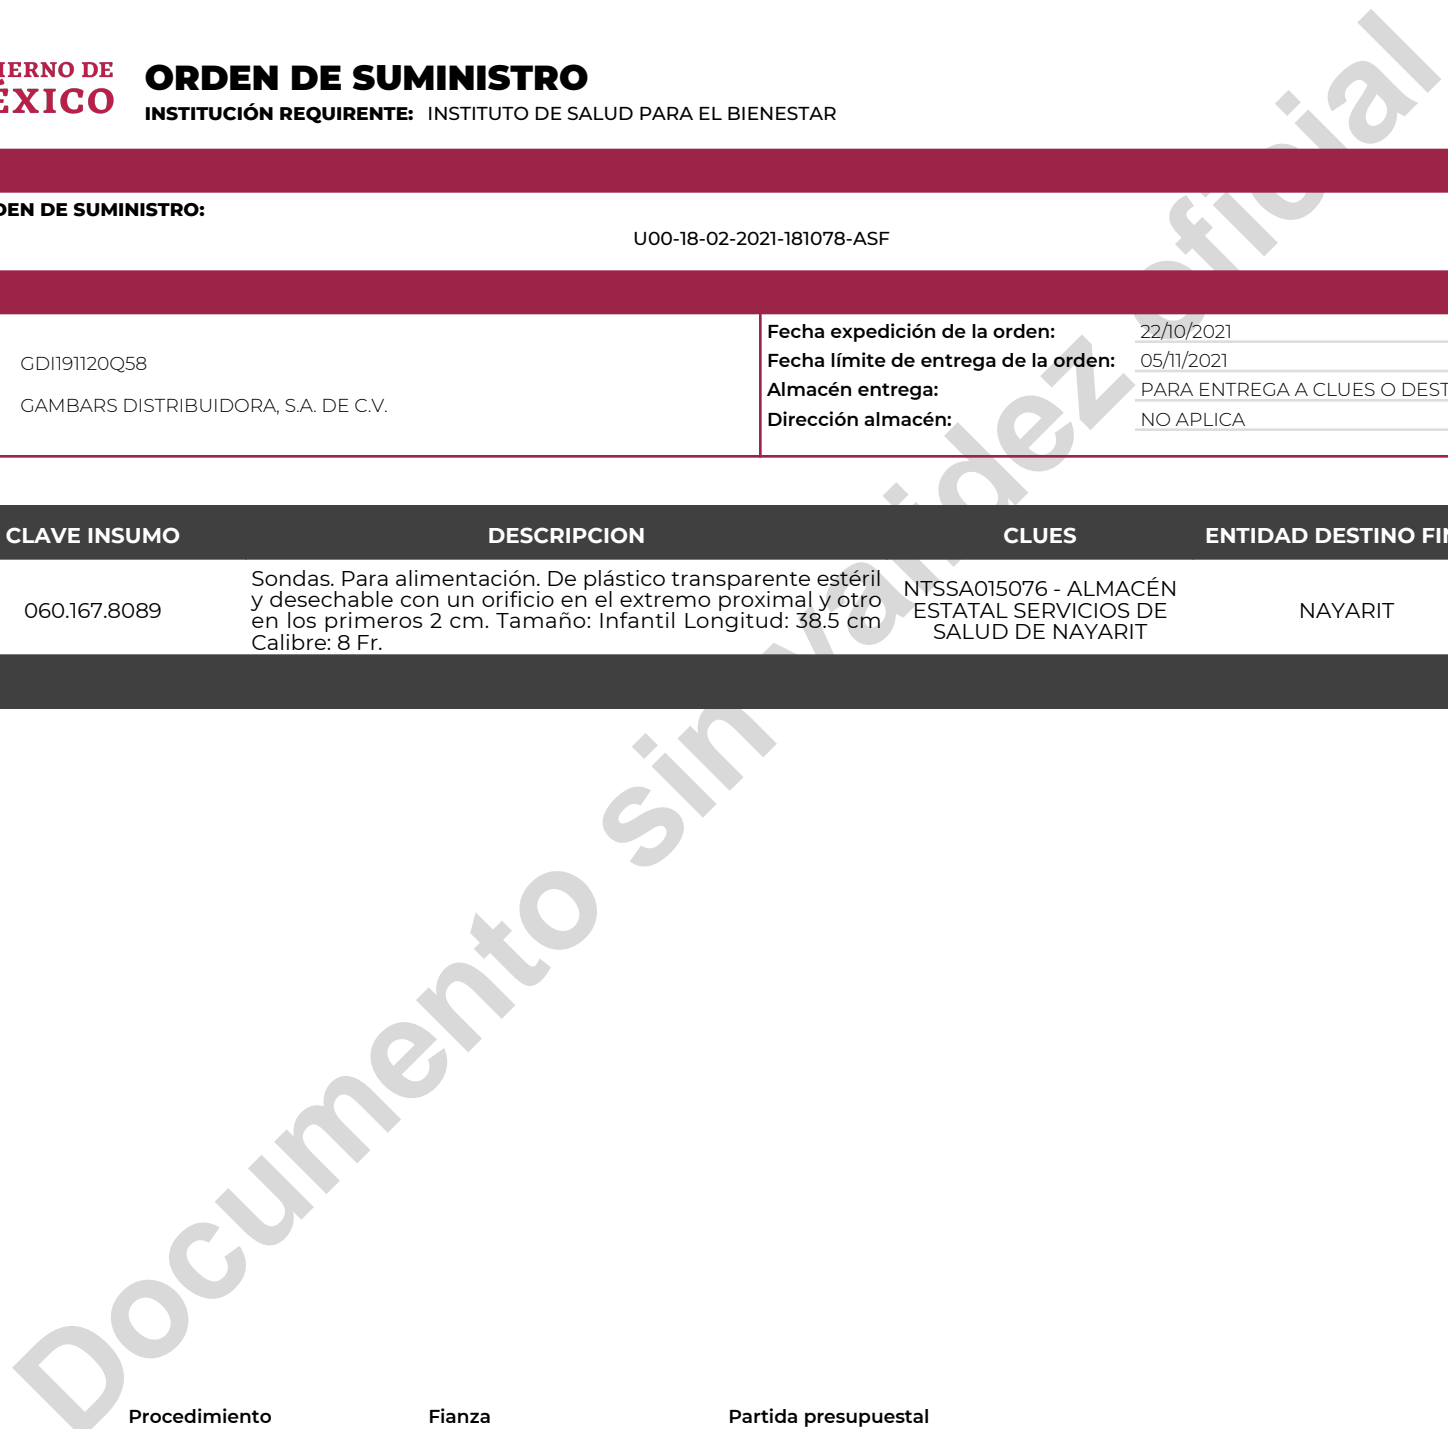 IERNO DE
ÉXICO
ORDEN DE SUMINISTRO
INSTITUCIÓN REQUIRENTE: INSTITUTO DE SALUD PARA EL BIENESTAR
DEN DE SUMINISTRO:
U00-18-02-2021-181078-ASF
GDI191120Q58
GAMBARS DISTRIBUIDORA, S.A. DE C.V.
Fecha expedición de la orden: 22/10/2021
Fecha límite de entrega de la orden: 05/11/2021
Almacén entrega: PARA ENTREGA A CLUES O DEST
Dirección almacén: NO APLICA
CLAVE INSUMO DESCRIPCION CLUES ENTIDAD DESTINO FIN
060.167.8089
Sondas. Para alimentación. De plástico transparente estéril
y desechable con un orificio en el extremo proximal y otro
en los primeros 2 cm. Tamaño: Infantil Longitud: 38.5 cm
Calibre: 8 Fr.
NTSSA015076 - ALMACÉN
ESTATAL SERVICIOS DE
SALUD DE NAYARIT
NAYARIT
Documento sin validez oficial
Procedimiento Fianza Partida presupuestal